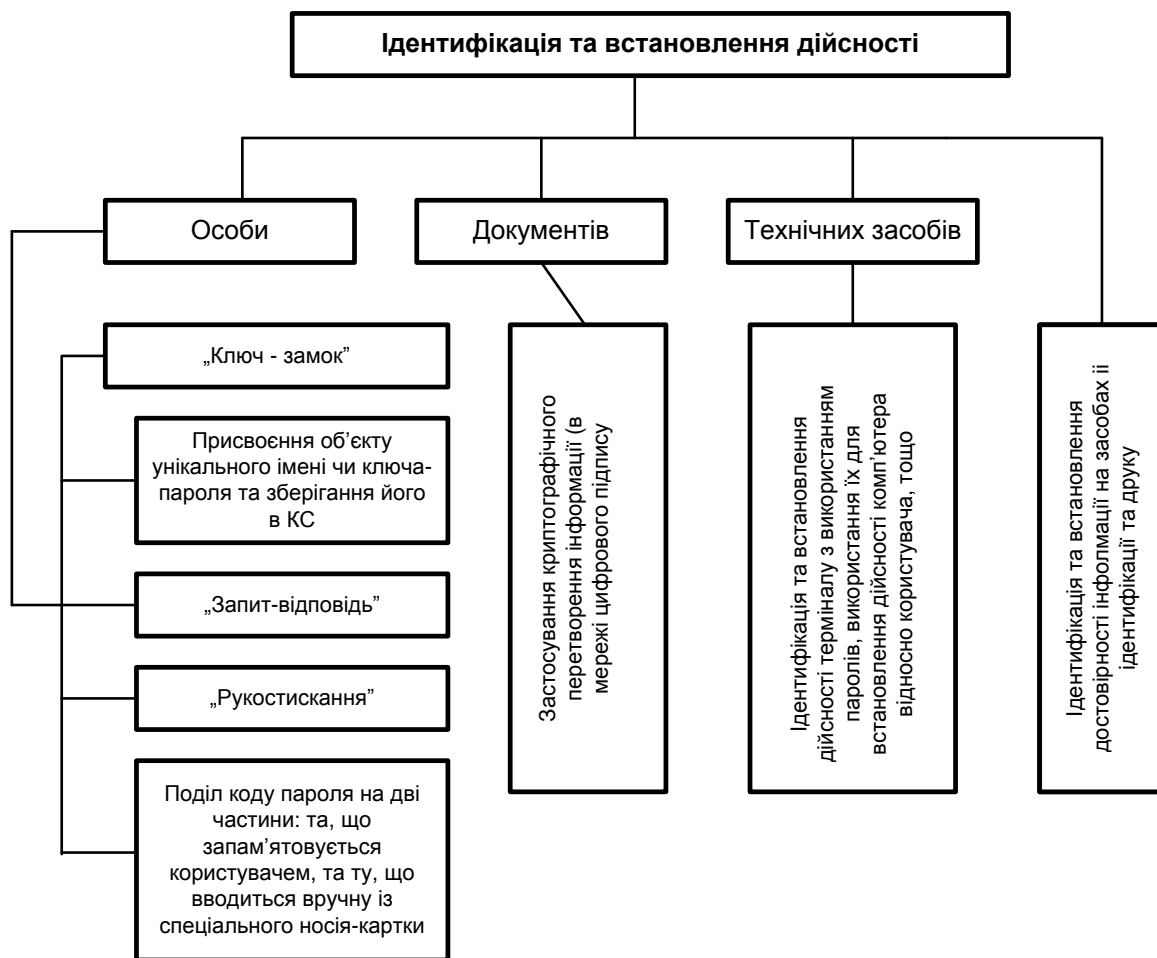 Ідентифікація та встановлення дійсності
Особи
Документів
Технічних засобів
„Ключ - замок”
Присвоєння об’єкту
унікального імені чи ключа-
пароля та зберігання його
в КС
„Запит-відповідь”
„Рукостискання”
Поділ коду пароля на дві
частини: та, що
запам’ятовується
користувачем, та ту, що
вводиться вручну із
спеціального носія-картки
Застосування криптографічного
перетворення інформації (в
мережі цифрового підпису
Ідентифікація та встановлення
дійсності терміналу з використанням
паролів, використання їх для
встановлення дійсності комп’ютера
відносно користувача, тощо
Ідентифікація та встановлення
достовірності інфолмації на засобах іі
ідентифікації та друку